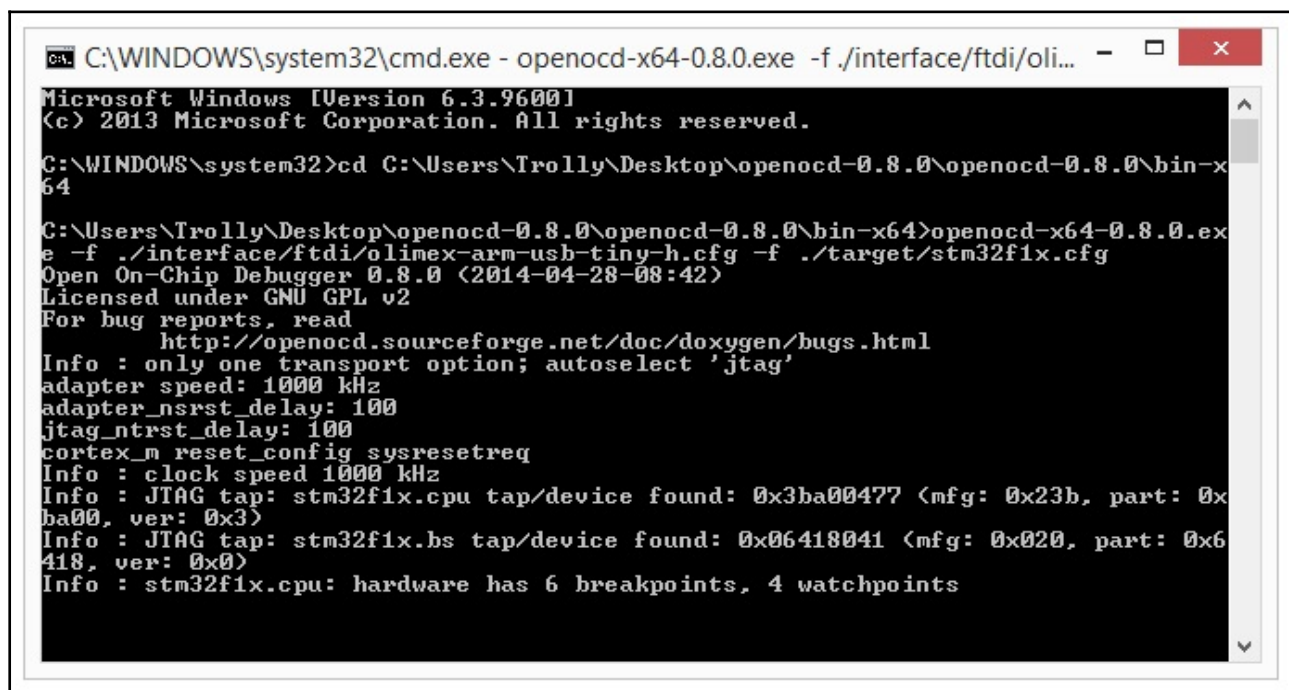 C:\WINDOWS\system32\cmd.exe - openocd-x64-0.8.0.exe -f ./interface/ftdi/oli...
Microsoft Windows [Version 6.3.9600]
(c) 2013 Microsoft Corporation. All rights reserved.
C:\WINDOWS\system32>cd C:\Users\Trolly\Desktop\openocd-0.8.0\openocd-0.8.0\bin-x
64
C:\Users\Trolly\Desktop\openocd-0.8.0\openocd-0.8.0\bin-x64>openocd-x64-0.8.0.ex
e -f ./interface/ftdi/olimex-arm-usb-tiny-h.cfg -f ./target/stm32f1x.cfg
Open On-Chip Debugger 0.8.0 (2014-04-28-08:42)
Licensed under GNU GPL v2
For bug reports, read
http://openocd.sourceforge.net/doc/doxygen/bugs.html
Info : only one transport option; autoselect 'jtag'
adapter speed: 1000 kHz
adapter_nsrst_delay: 100
jtag_ntrst_delay: 100
cortex_m reset_config sysresetreq
Info : clock speed 1000 kHz
Info : JTAG tap: stm32f1x.cpu tap/device found: 0x3ba00477 (mfg: 0x23b, part: 0x
ba00, ver: 0x3)
Info : JTAG tap: stm32f1x.bs tap/device found: 0x06418041 (mfg: 0x020, part: 0x6
418, ver: 0x0)
Info : stm32f1x.cpu: hardware has 6 breakpoints, 4 watchpoints